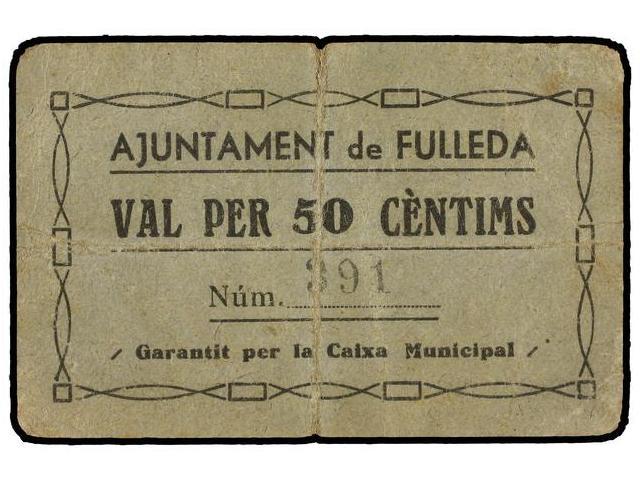 AJUNTAMENT de FULLEDA
VAL PER 50 CÈNTIMS
Núm. 391
Garantit per la Caixa Municipal